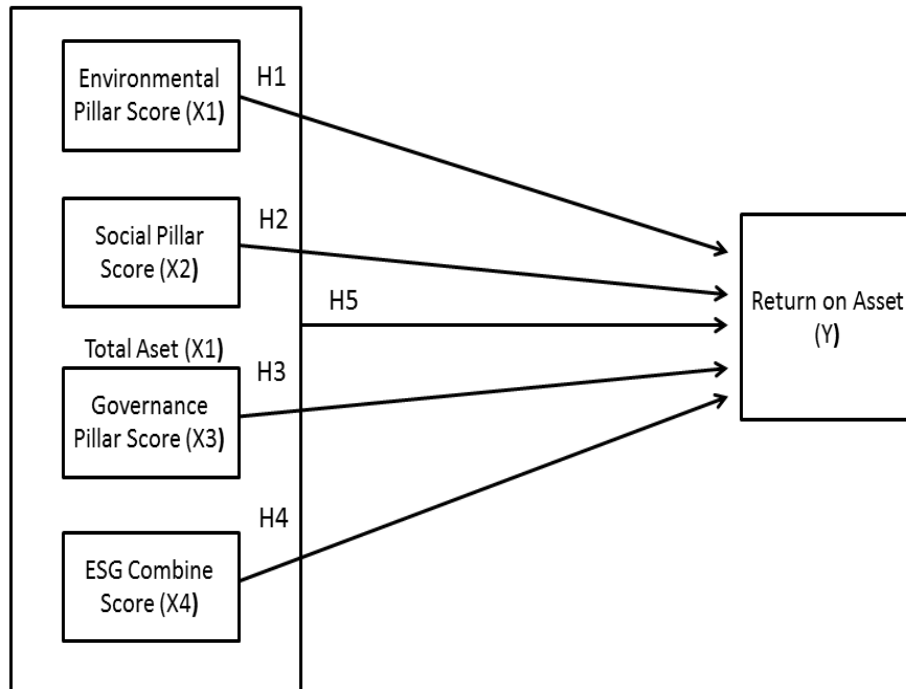 Environmental
Pillar Score (X1)
H1
Social Pillar
Score (X2)
H2
H5
Total Aset (X1)
Governance
Pillar Score (X3)
H3
H4
ESG Combine
Score (X4)
Return on Asset
(Y)